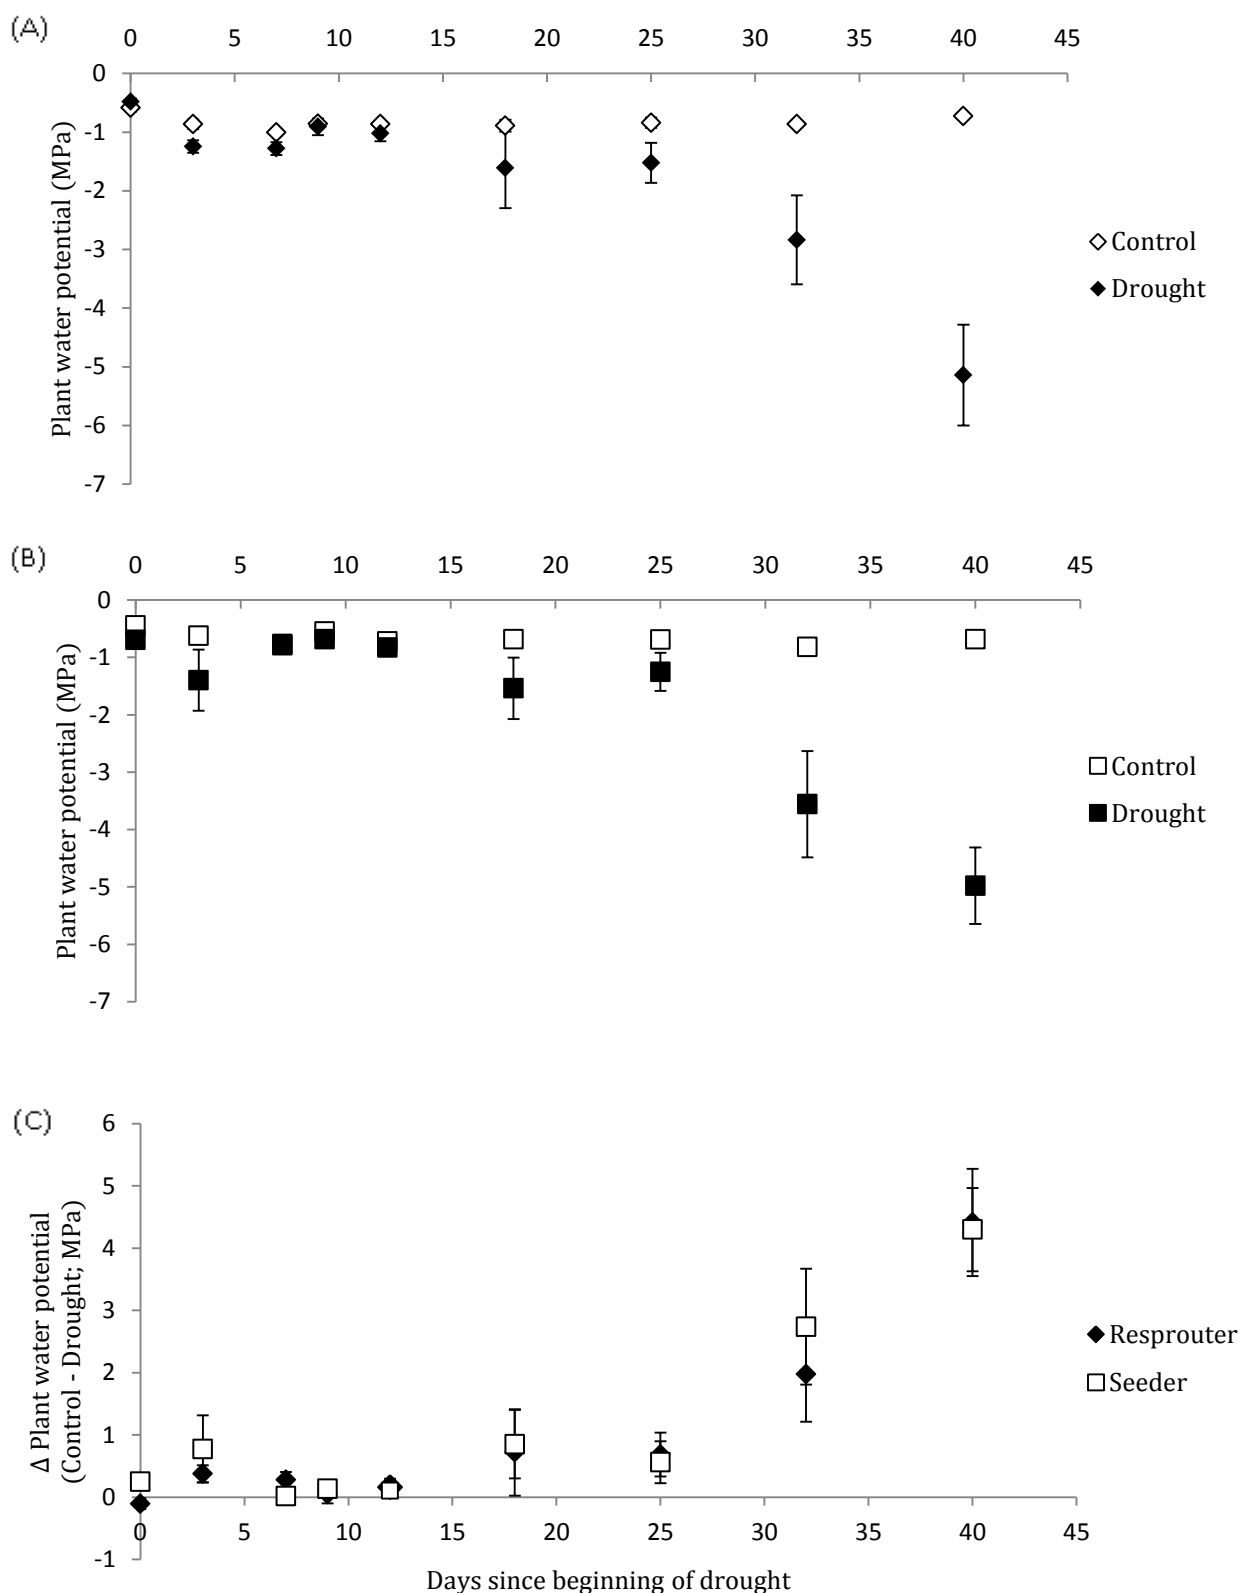 (A)
0 5 10 15 20 25 30 35 40 45
0
-1
-2
-3
-4
-5
-6
-7
Plant water potential (MPa)
Control
Drought
(B)
0 5 10 15 20 25 30 35 40 45
0
-1
-2
-3
-4
-5
-6
-7
Plant water potential (MPa)
Control
Drought
(C)
6
5
4
3
2
1
0
-1
Δ Plant water potential
(Control - Drought; MPa)
Resprouter
Seeder
0 5 10 15 20 25 30 35 40 45
Days since beginning of drought